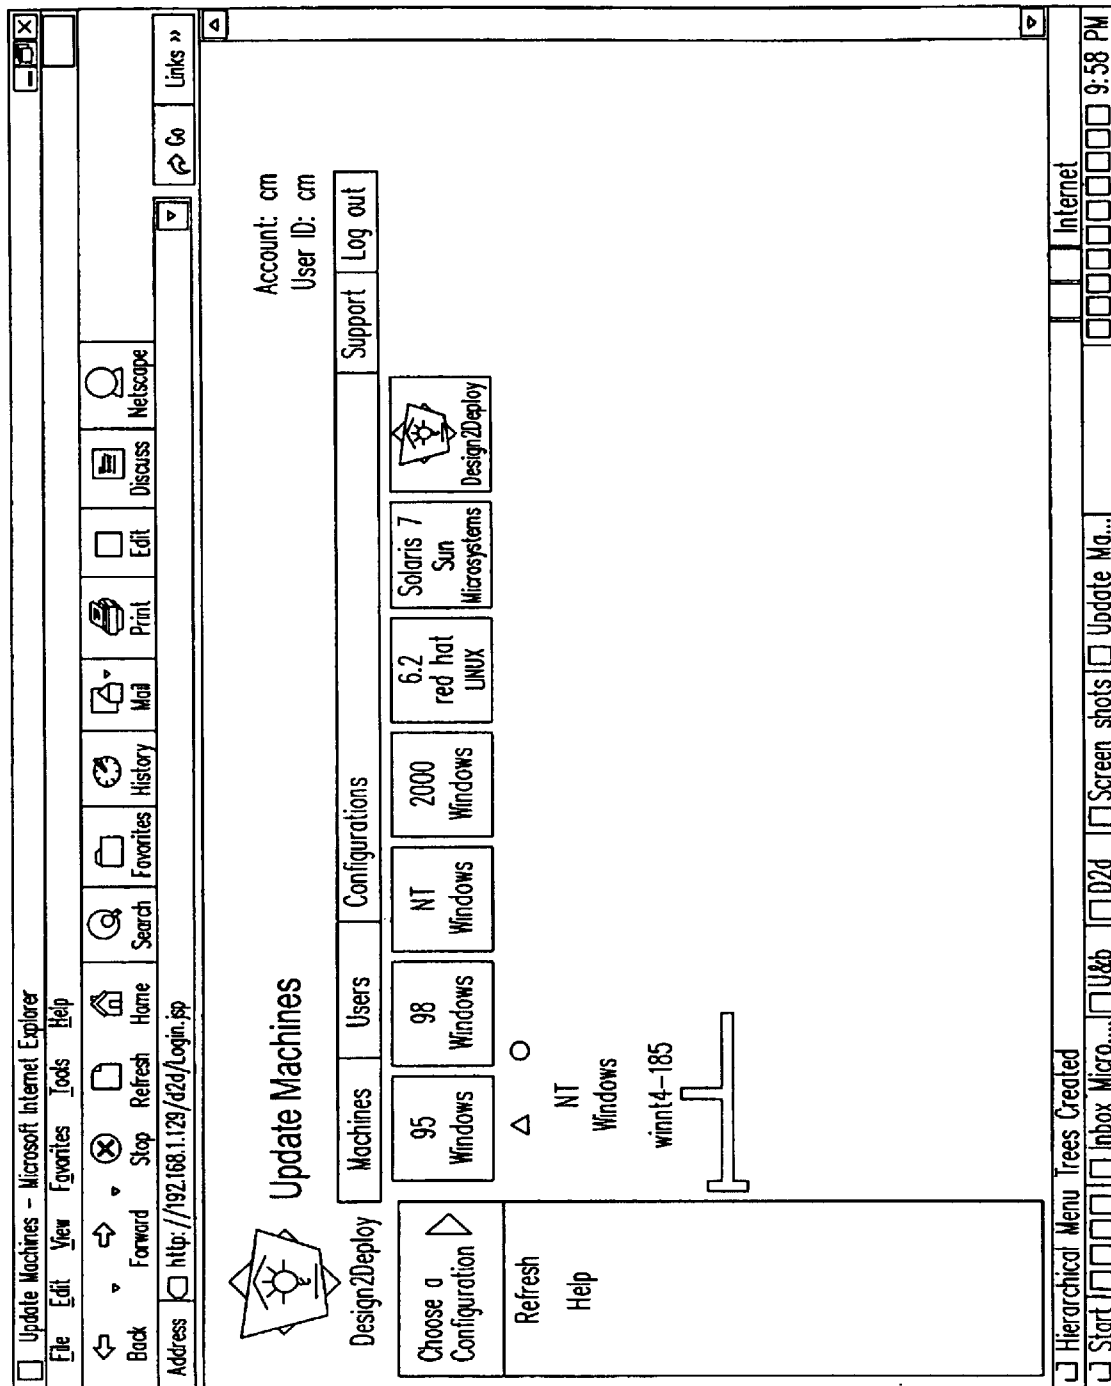 Update Machines – Microsoft Internet Explorer
File Edit View Favorites Tools Help
Back Forward Stop Refresh Home Search Favorites History Mail Print Edit Discuss Netscape
Address http://192.168.1.129/d2d/Login.jsp Go Links »
Design2Deploy
Update Machines
Account: cm
User ID: cm
Machines Users Configurations Support Log out
Choose a
Configuration
95
Windows
98
Windows
NT
Windows
2000
Windows
6.2
red hat
LINUX
Solaris 7
Sun
Microsystems
Design2Deploy
Refresh
Help
NT
Windows
winnt4-185
Hierarchical Menu Trees Created Internet
Start Inbox Micro... U&b D2d Screen shots Update Ma... 9:58 PM